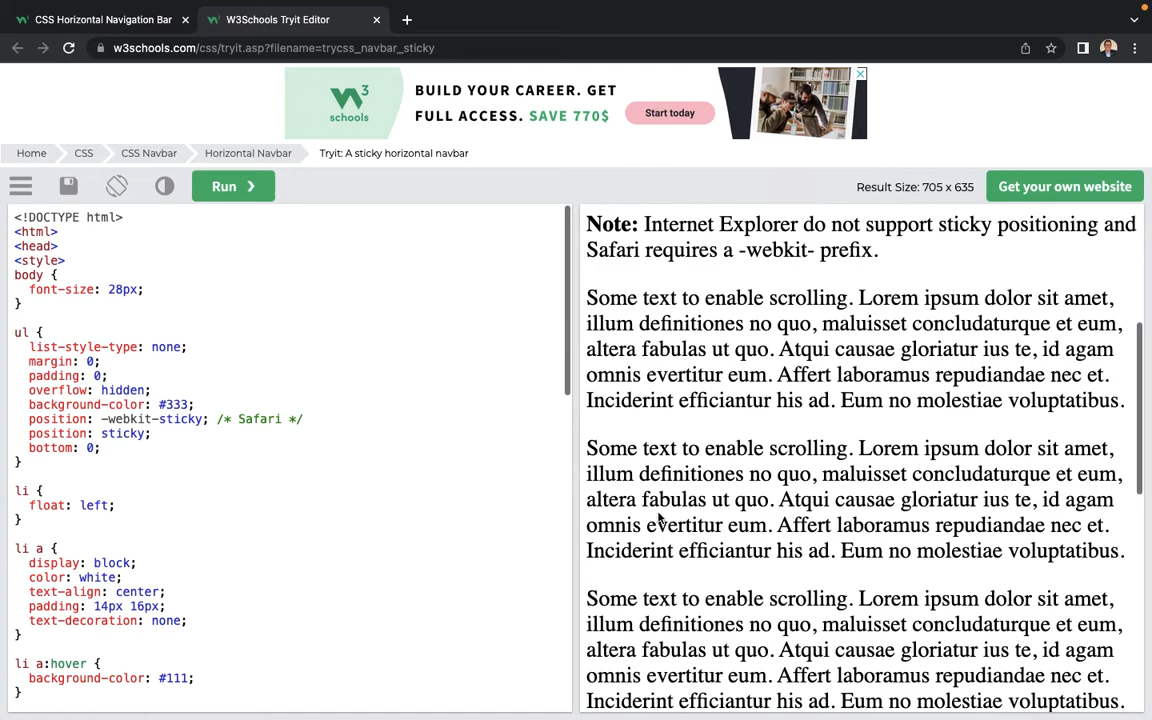 CSS Horizontal Navigation Bar
W3Schools Tryit Editor
w3schools.com/css/tryit.asp?filename=trycss_navbar_sticky
w3
schools
BUILD YOUR CAREER. GET
FULL ACCESS. SAVE 770$
Start today
Home
CSS
CSS Navbar
Horizontal Navbar
Tryit: A sticky horizontal navbar
Run ❯
Result Size: 705 x 635
Get your own website
<!DOCTYPE html>
<html>
<head>
<style>
body {
  font-size: 28px;
}
ul {
  list-style-type: none;
  margin: 0;
  padding: 0;
  overflow: hidden;
  background-color: #333;
  position: -webkit-sticky; /* Safari */
  position: sticky;
  bottom: 0;
}
li {
  float: left;
}
li a {
  display: block;
  color: white;
  text-align: center;
  padding: 14px 16px;
  text-decoration: none;
}
li a:hover {
  background-color: #111;
}
Note: Internet Explorer do not support sticky positioning and
Safari requires a -webkit- prefix.
Some text to enable scrolling. Lorem ipsum dolor sit amet,
illum definitiones no quo, maluisset concludaturque et eum,
altera fabulas ut quo. Atqui causae gloriatur ius te, id agam
omnis evertitur eum. Affert laboramus repudiandae nec et.
Inciderint efficiantur his ad. Eum no molestiae voluptatibus.
Some text to enable scrolling. Lorem ipsum dolor sit amet,
illum definitiones no quo, maluisset concludaturque et eum,
altera fabulas ut quo. Atqui causae gloriatur ius te, id agam
omnis evertitur eum. Affert laboramus repudiandae nec et.
Inciderint efficiantur his ad. Eum no molestiae voluptatibus.
Some text to enable scrolling. Lorem ipsum dolor sit amet,
illum definitiones no quo, maluisset concludaturque et eum,
altera fabulas ut quo. Atqui causae gloriatur ius te, id agam
omnis evertitur eum. Affert laboramus repudiandae nec et.
Inciderint efficiantur his ad. Eum no molestiae voluptatibus.